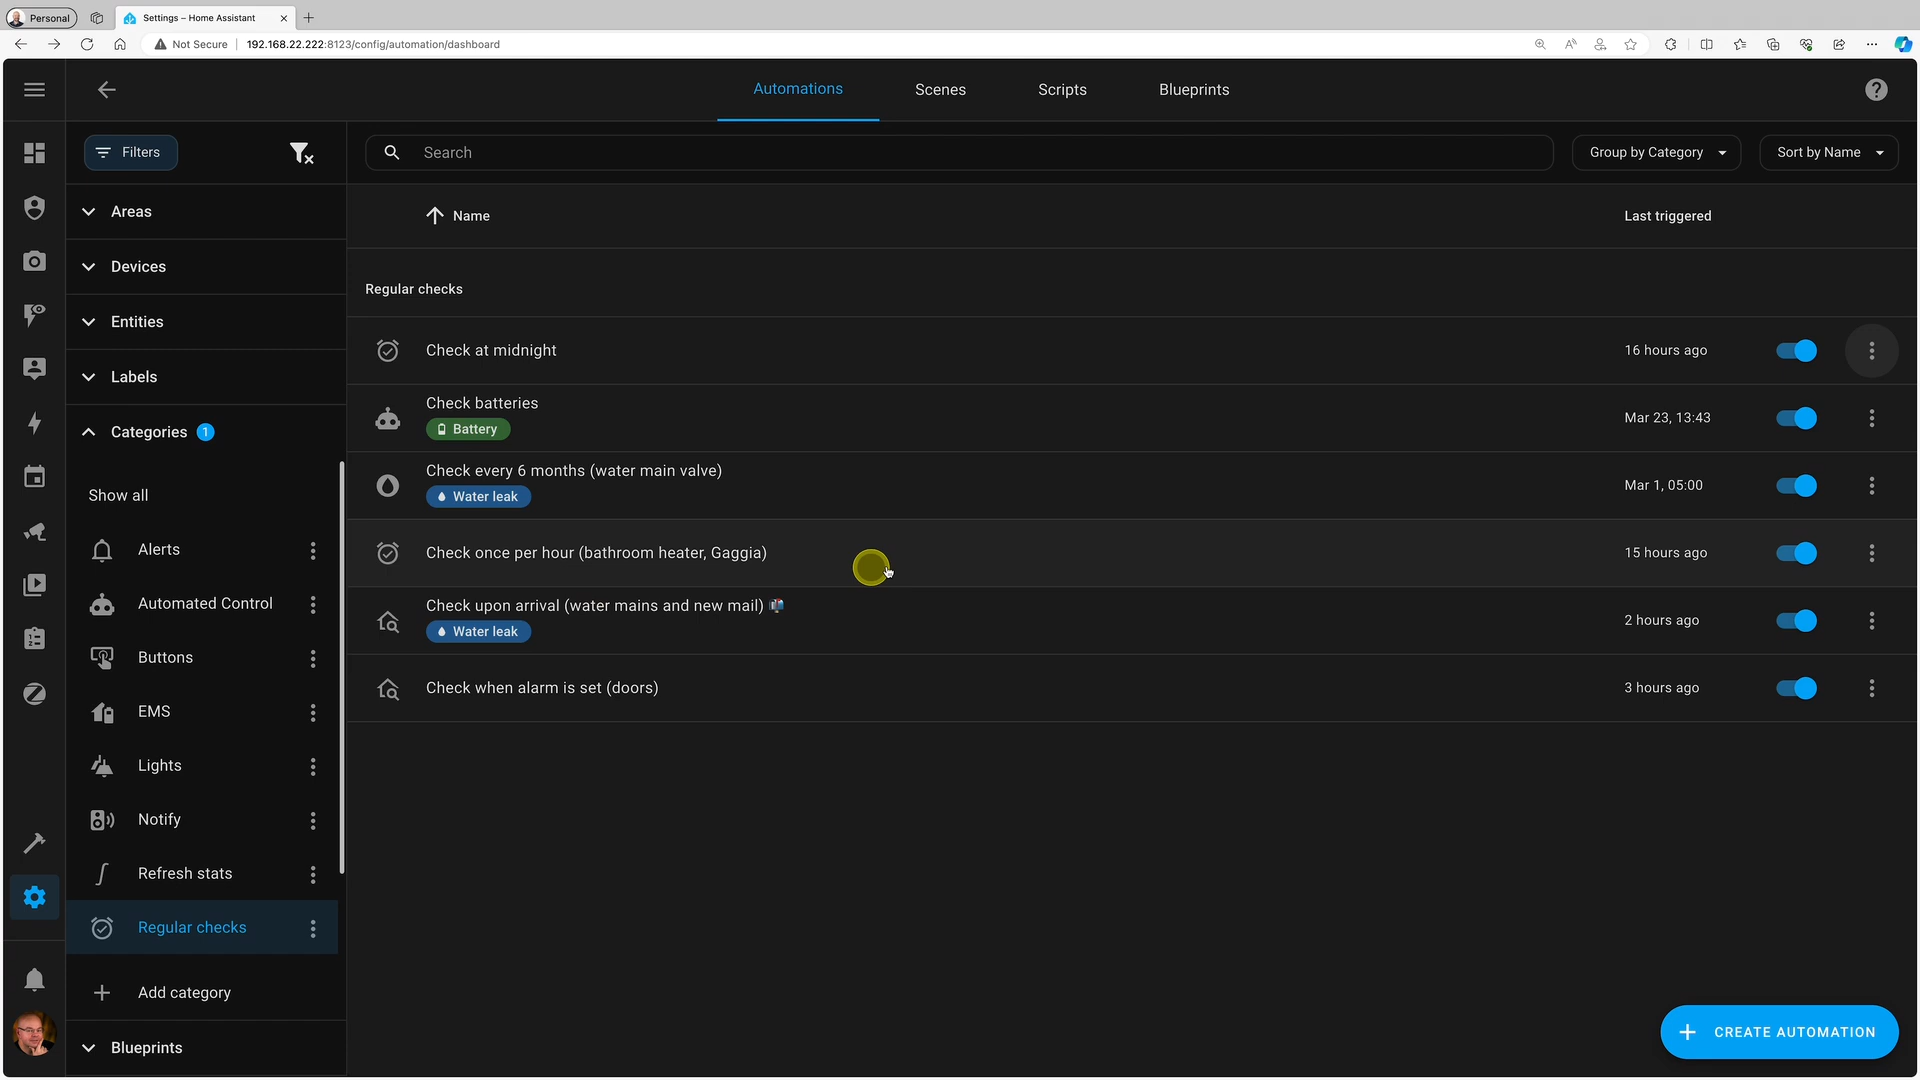 Personal
Settings – Home Assistant
Not Secure
192.168.22.222:8123/config/automation/dashboard
Automations
Scenes
Scripts
Blueprints
Filters
Search
Group by Category
Sort by Name
Areas
Name
Last triggered
Devices
Regular checks
Entities
Check at midnight
16 hours ago
Labels
Check batteries
Battery
Mar 23, 13:43
Categories 1
Check every 6 months (water main valve)
Water leak
Mar 1, 05:00
Show all
Alerts
Check once per hour (bathroom heater, Gaggia)
15 hours ago
Automated Control
Check upon arrival (water mains and new mail) 📬
Water leak
2 hours ago
Buttons
Check when alarm is set (doors)
3 hours ago
EMS
Lights
Notify
Refresh stats
Regular checks
Add category
Blueprints
CREATE AUTOMATION